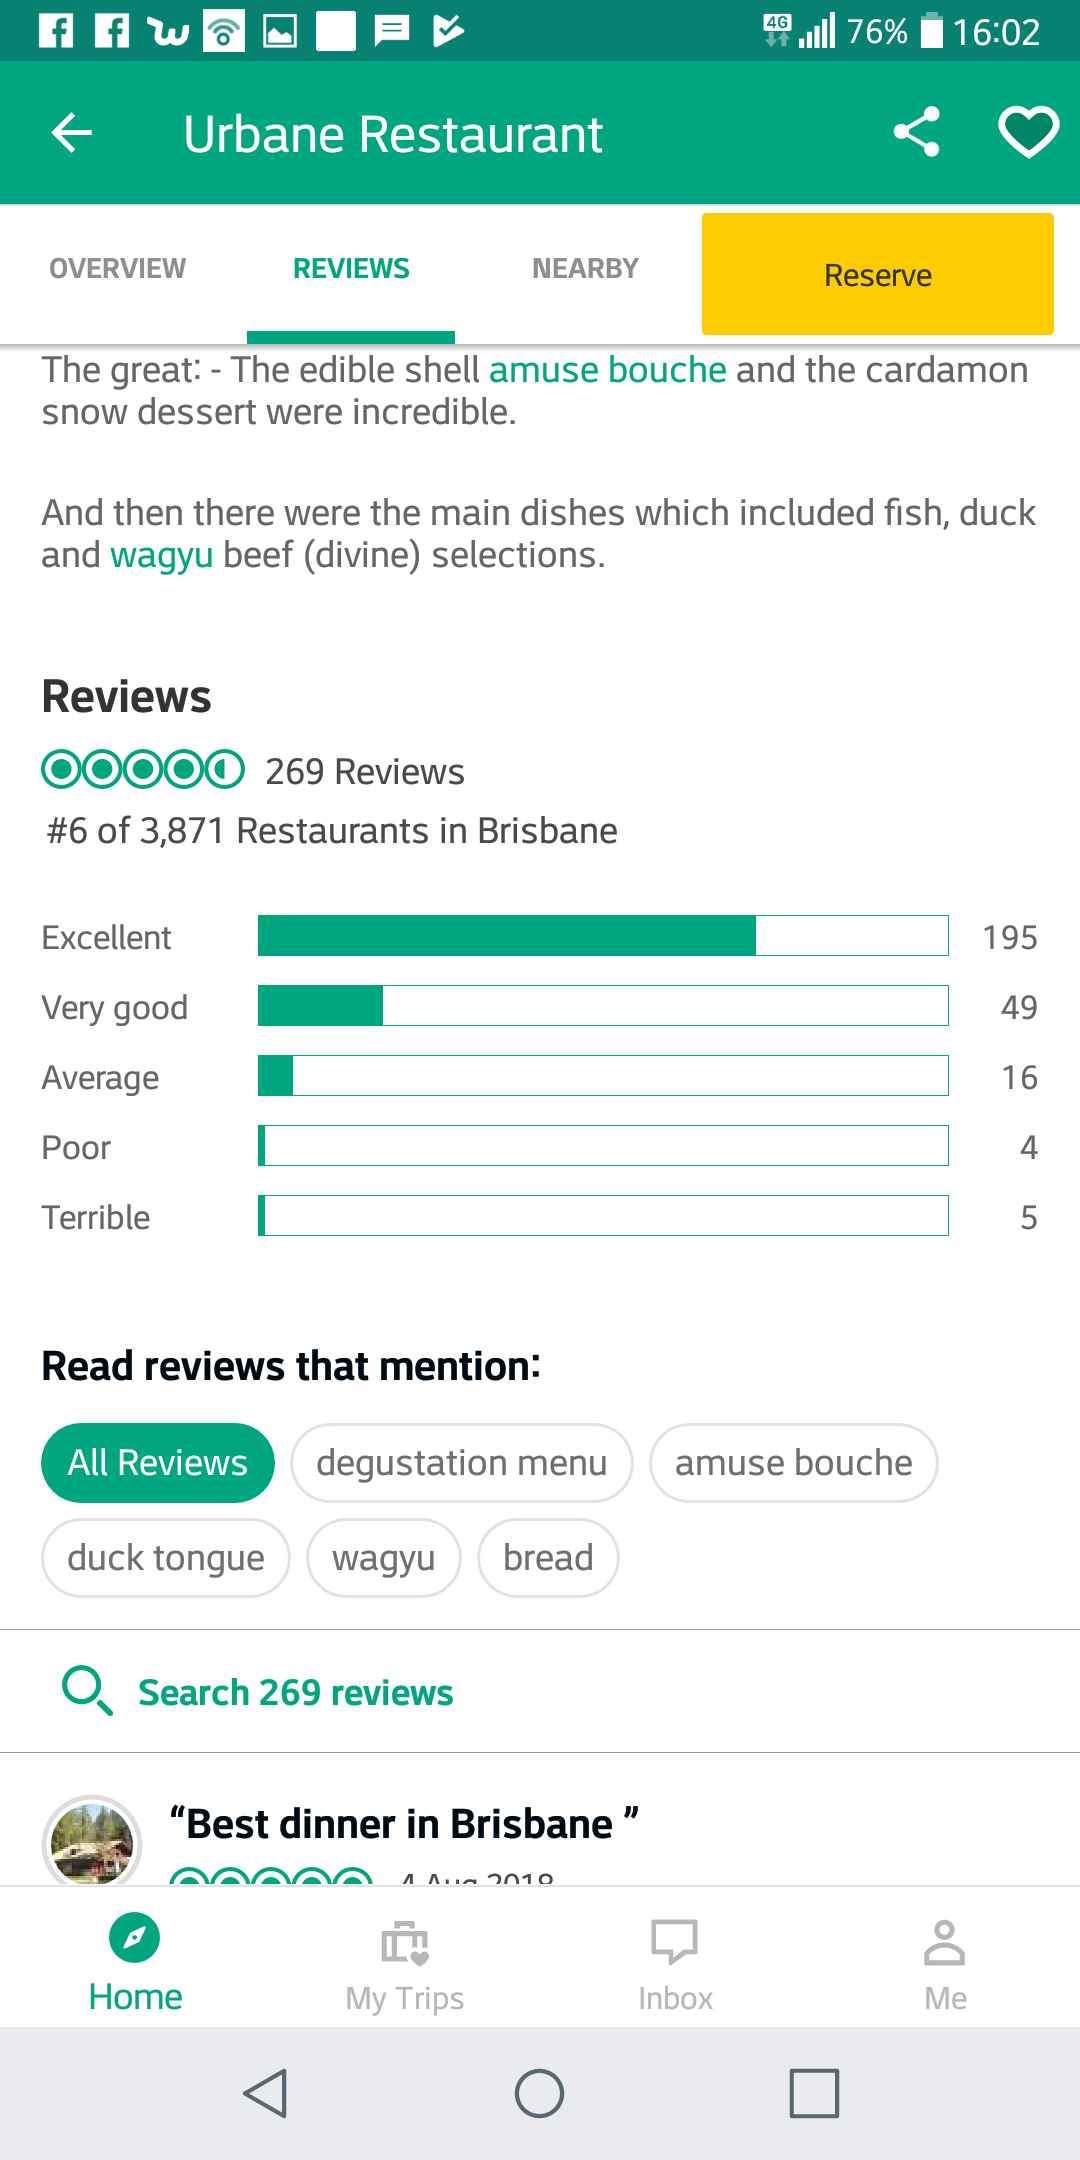 4G 76% 16:02
Urbane Restaurant
OVERVIEW REVIEWS NEARBY Reserve
The great: - The edible shell amuse bouche and the cardamon
snow dessert were incredible.
And then there were the main dishes which included fish, duck
and wagyu beef (divine) selections.
Reviews
269 Reviews
#6 of 3,871 Restaurants in Brisbane
Excellent 195
Very good 49
Average 16
Poor 4
Terrible 5
Read reviews that mention:
All Reviews degustation menu amuse bouche
duck tongue wagyu bread
Search 269 reviews
“Best dinner in Brisbane ”
4 Aug 2018
Home My Trips Inbox Me